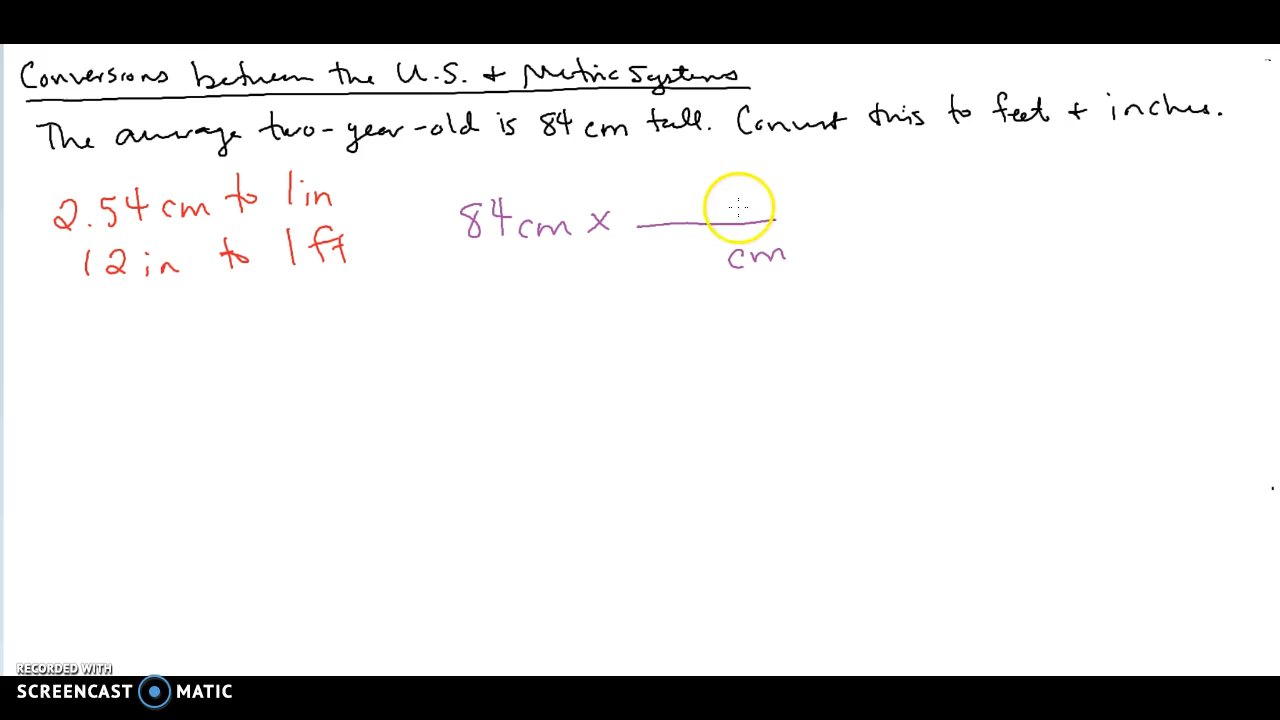 Conversions between the U.S. & Metric Systems
The average two-year-old is 84 cm tall. Convert this to feet & inches.
2.54 cm to 1 in
12 in to 1 ft
84 cm x
cm
RECORDED WITH
SCREENCAST MATIC